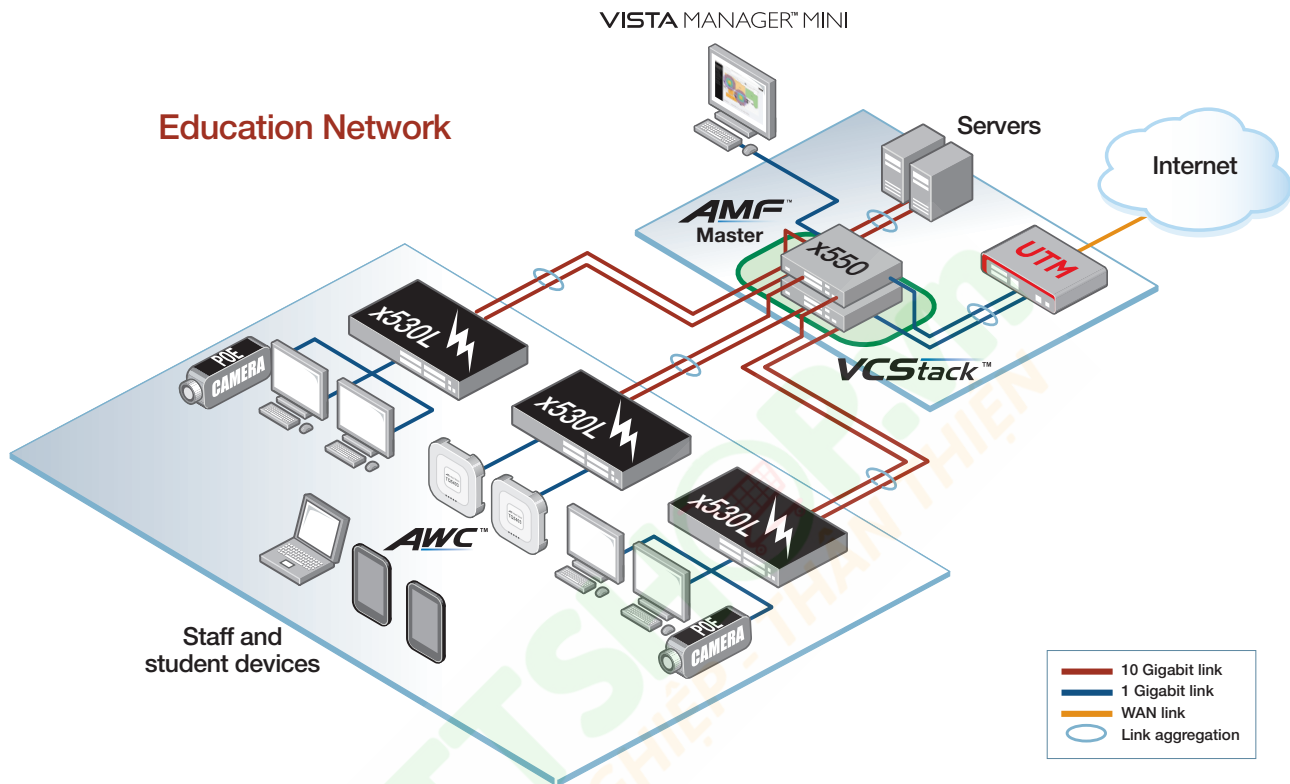 VISTA MANAGER™ MINI
Education Network
Servers
Internet
AMF™
Master
x550
UTM
VCStack™
x530L
POE
CAMERA
x530L
x530L
AWC™
POE
CAMERA
Staff and
student devices
10 Gigabit link
1 Gigabit link
WAN link
Link aggregation